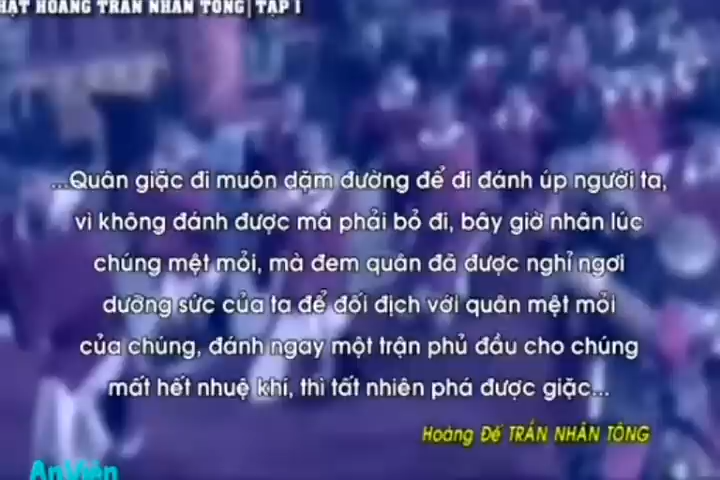 HẬT HOÀNG TRẦN NHÂN TÔNG| TẬP 1
...Quân giặc đi muôn dặm đường để đi đánh úp người ta,
vì không đánh được mà phải bỏ đi, bây giờ nhân lúc
chúng mệt mỏi, mà đem quân đã được nghỉ ngơi
dưỡng sức của ta để đối địch với quân mệt mỏi
của chúng, đánh ngay một trận phủ đầu cho chúng
mất hết nhuệ khí, thì tất nhiên phá được giặc...
Hoàng Đế TRẦN NHÂN TÔNG
AnViên